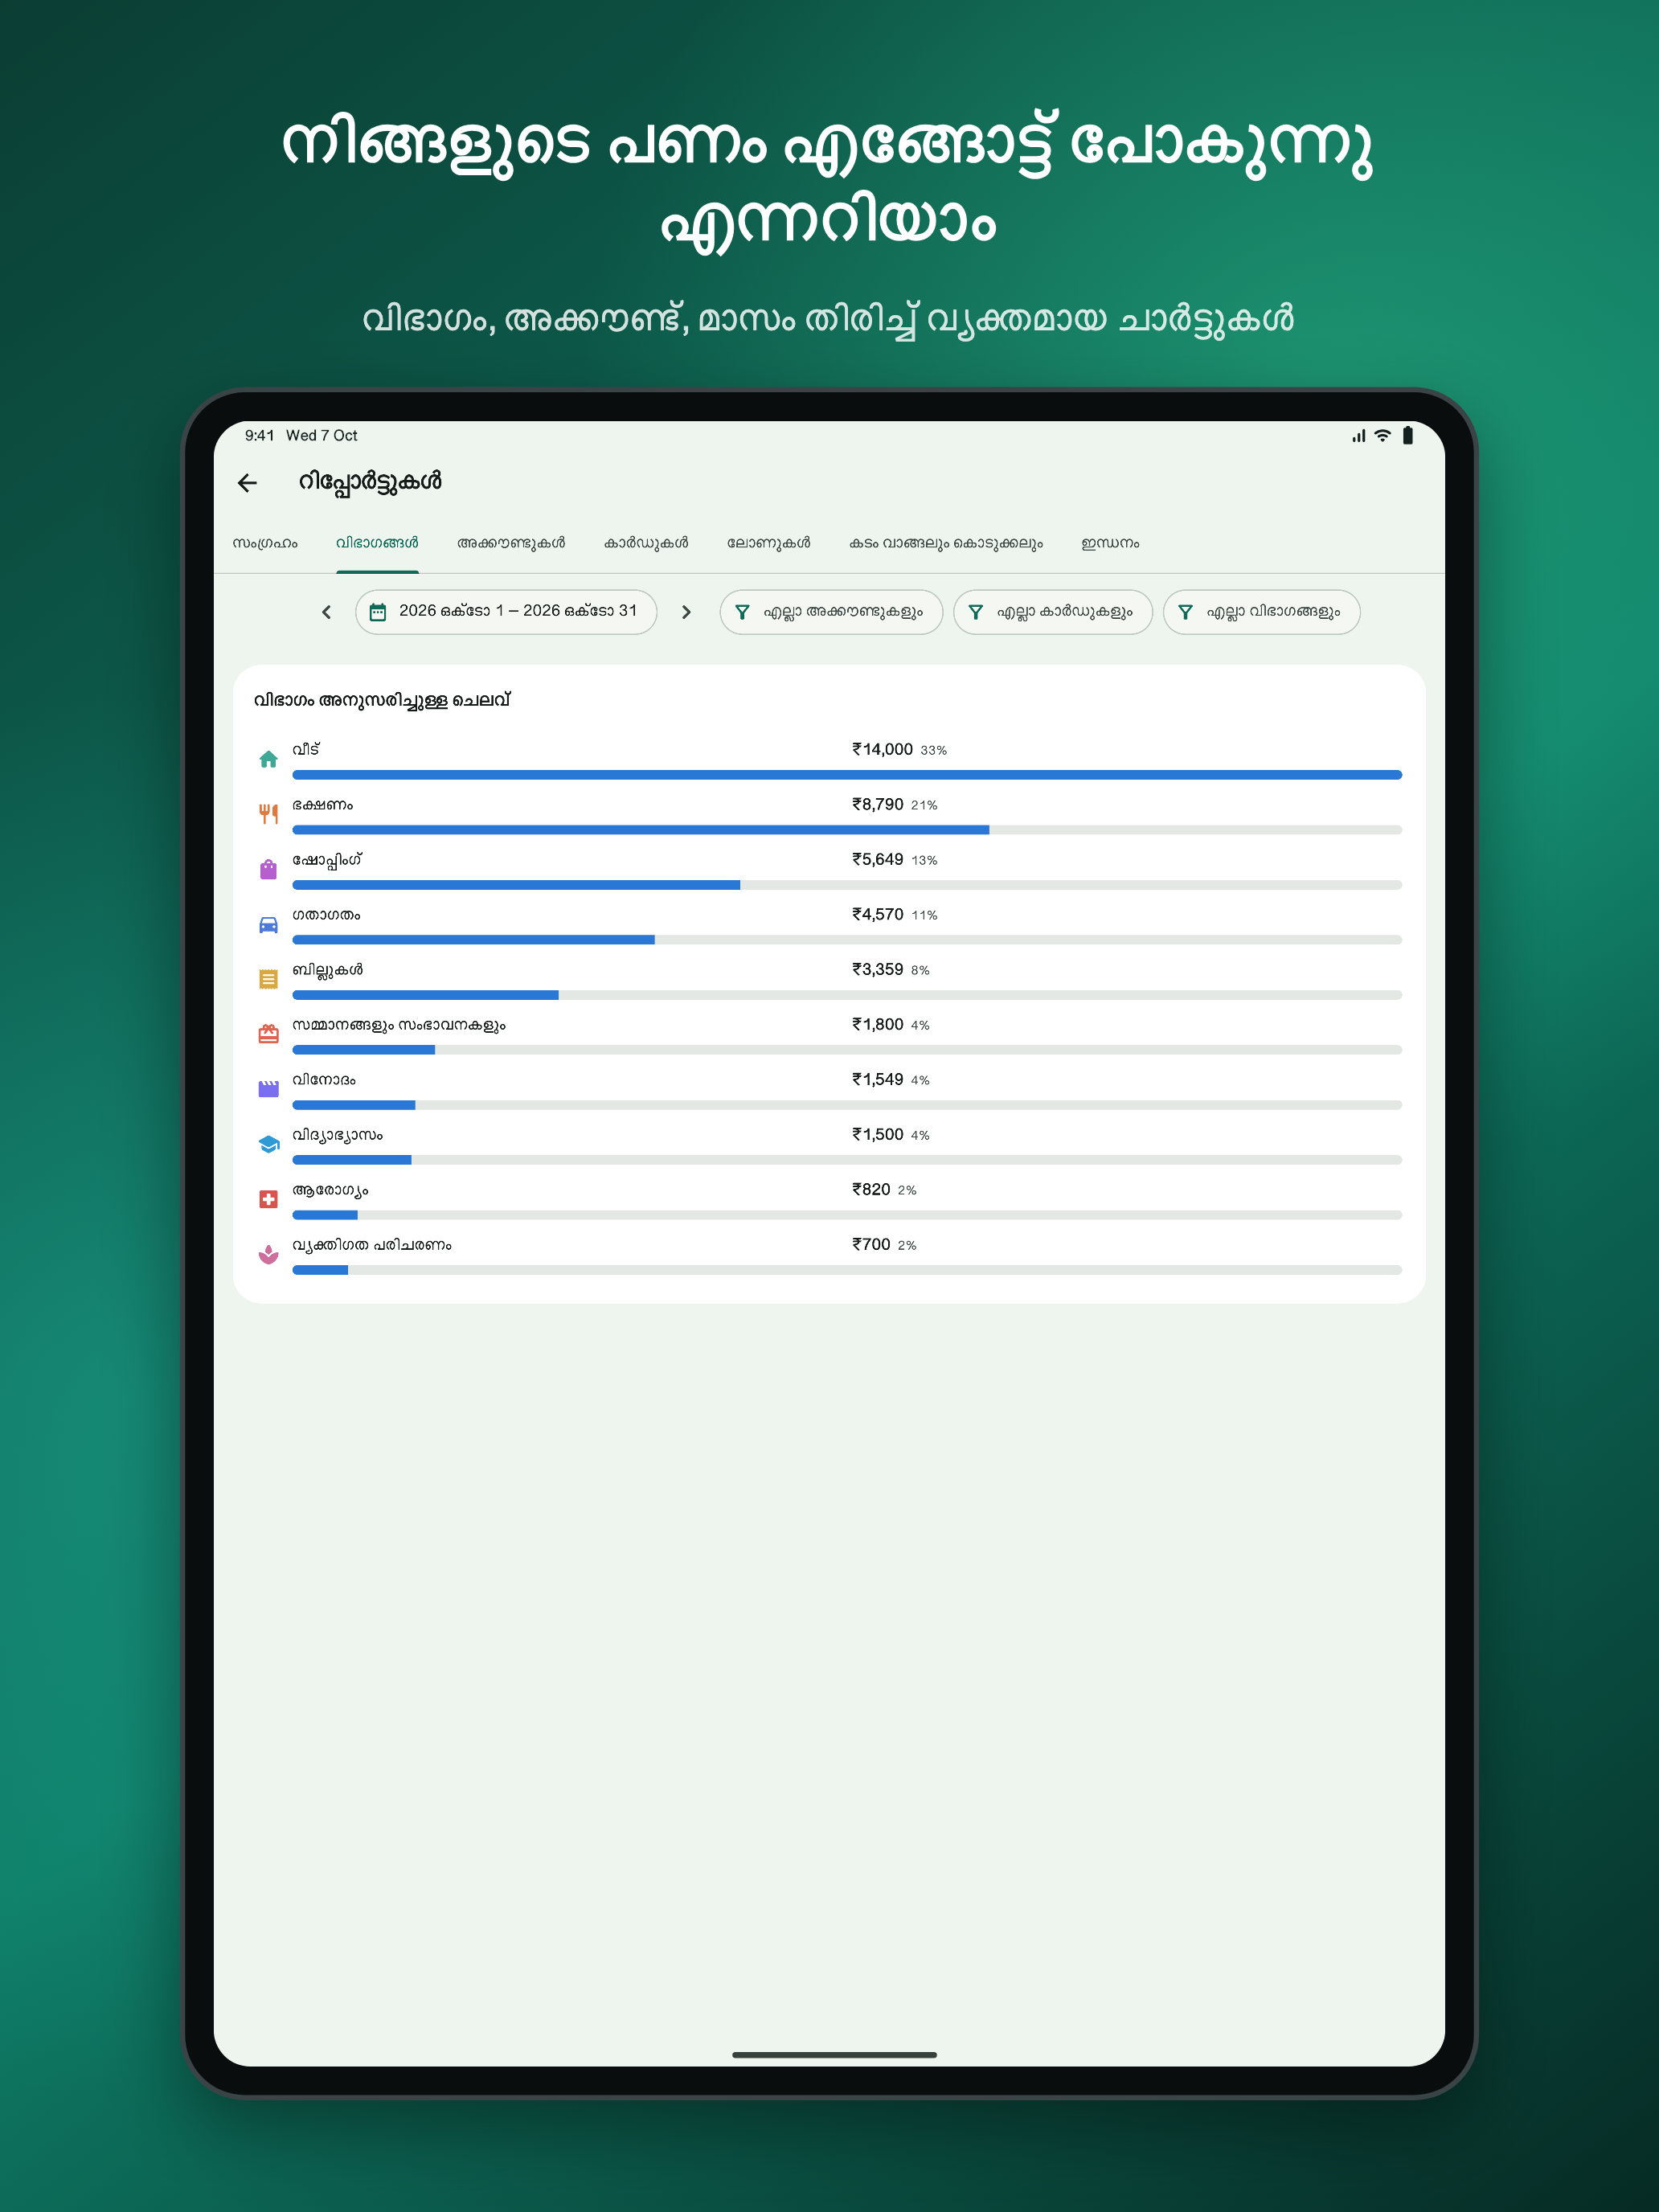 നിങ്ങളുടെ പണം എങ്ങോട്ട് പോകുന്നു
എന്നറിയാം
വിഭാഗം, അക്കൗണ്ട്, മാസം തിരിച്ച് വ്യക്തമായ ചാർട്ടുകൾ
9:41 Wed 7 Oct
റിപ്പോർട്ടുകൾ
സംഗ്രഹം വിഭാഗങ്ങൾ അക്കൗണ്ടുകൾ കാർഡുകൾ ലോണുകൾ കടം വാങ്ങലും കൊടുക്കലും ഇന്ധനം
2026 ഒക്ടോ 1 – 2026 ഒക്ടോ 31 എല്ലാ അക്കൗണ്ടുകളും എല്ലാ കാർഡുകളും എല്ലാ വിഭാഗങ്ങളും
വിഭാഗം അനുസരിച്ചുള്ള ചെലവ്
വീട് ₹14,000 33%
ഭക്ഷണം ₹8,790 21%
ഷോപ്പിംഗ് ₹5,649 13%
ഗതാഗതം ₹4,570 11%
ബില്ലുകൾ ₹3,359 8%
സമ്മാനങ്ങളും സംഭാവനകളും ₹1,800 4%
വിനോദം ₹1,549 4%
വിദ്യാഭ്യാസം ₹1,500 4%
ആരോഗ്യം ₹820 2%
വ്യക്തിഗത പരിചരണം ₹700 2%